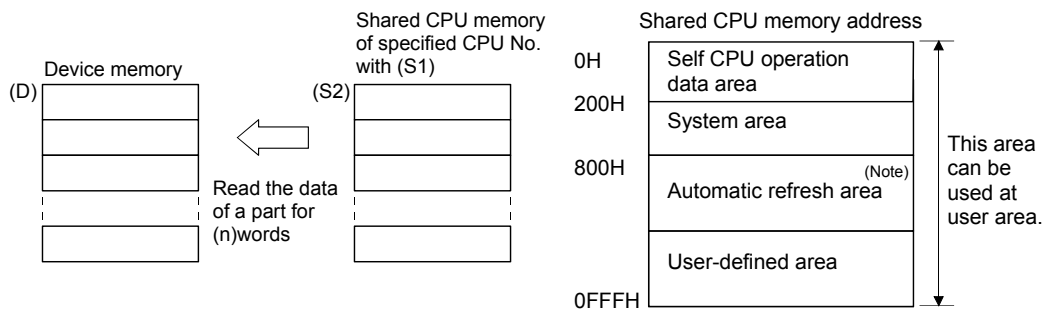 Device memory
(D)
Read the data
of a part for
(n)words
Shared CPU memory
of specified CPU No.
with (S1)
(S2)
Shared CPU memory address
0H
Self CPU operation
data area
200H
System area
800H
(Note)
Automatic refresh area
User-defined area
0FFFH
This area
can be
used at
user area.